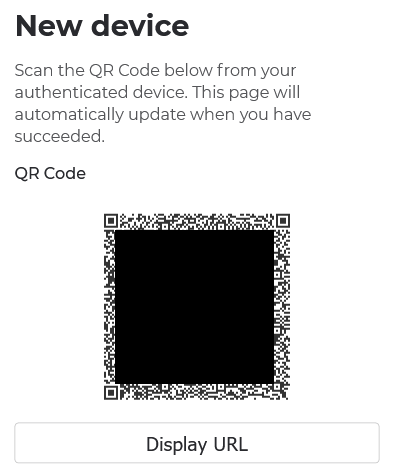 New device
Scan the QR Code below from your
authenticated device. This page will
automatically update when you have
succeeded.
QR Code
Display URL